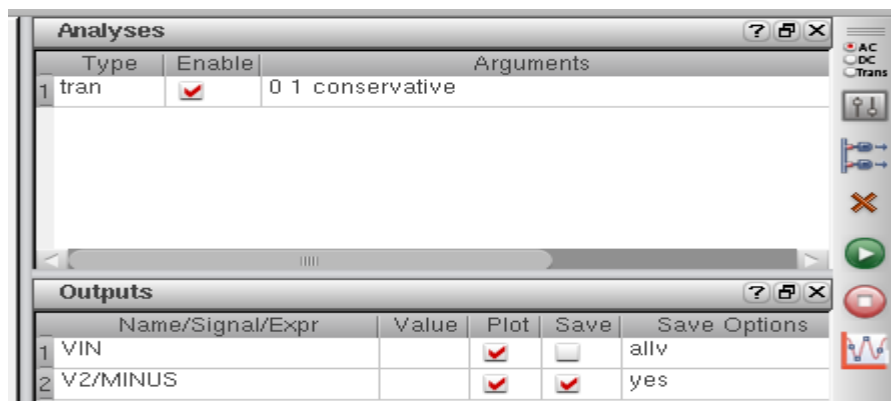 Analyses
Type Enable Arguments
1 tran 0 1 conservative
Outputs
Name/Signal/Expr Value Plot Save Save Options
1 VIN allv
2 V2/MINUS yes
AC
DC
Trans